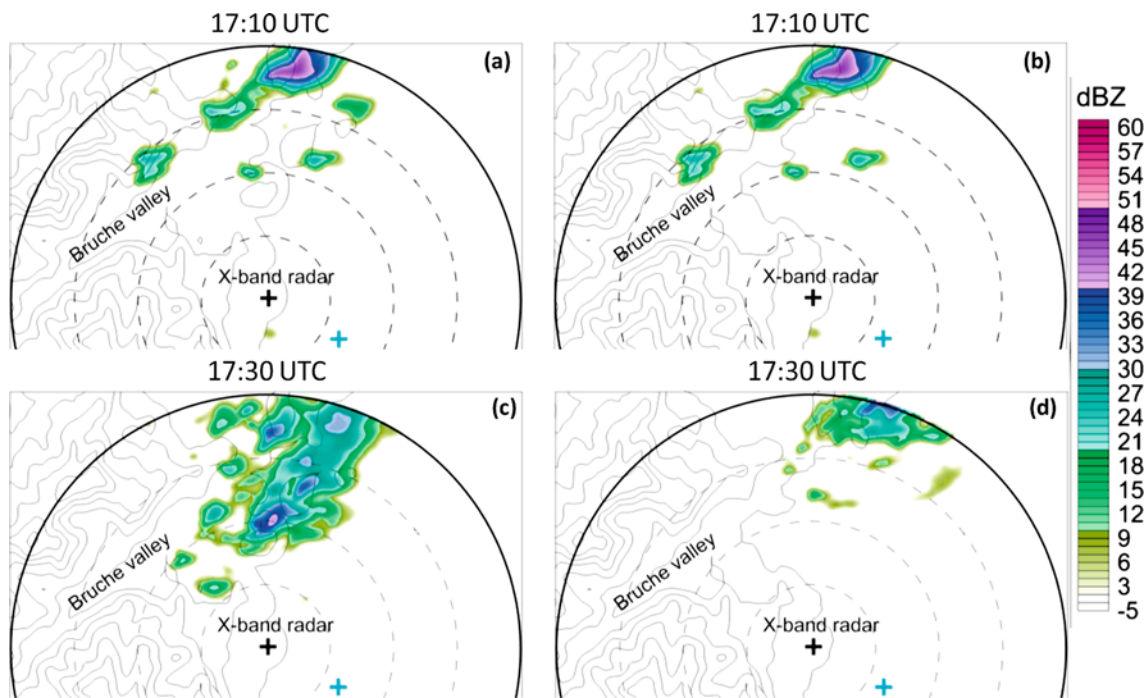 17:10 UTC
17:10 UTC
(a)
(b)
Bruche valley
X-band radar
Bruche valley
X-band radar
17:30 UTC
17:30 UTC
(c)
(d)
Bruche valley
X-band radar
Bruche valley
X-band radar
dBZ
60
57
54
51
48
45
42
39
36
33
30
27
24
21
18
15
12
9
6
3
-5